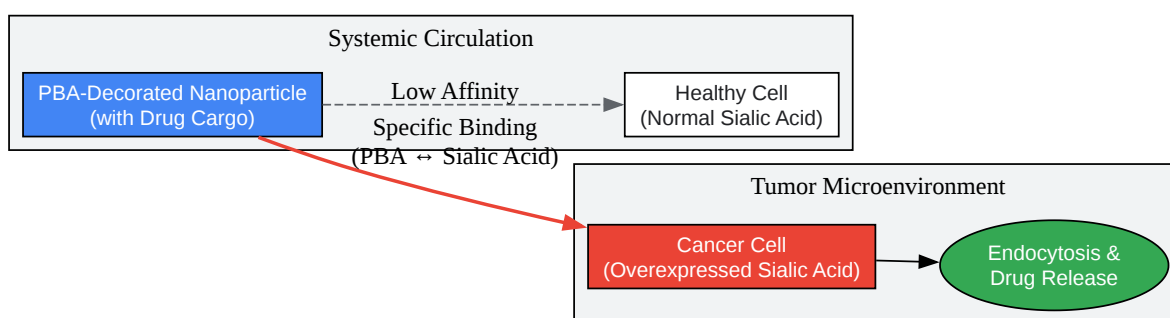 Systemic Circulation
PBA-Decorated Nanoparticle
(with Drug Cargo)
Low Affinity
Healthy Cell
(Normal Sialic Acid)
Specific Binding
(PBA ↔ Sialic Acid)
Tumor Microenvironment
Cancer Cell
(Overexpressed Sialic Acid)
Endocytosis &
Drug Release